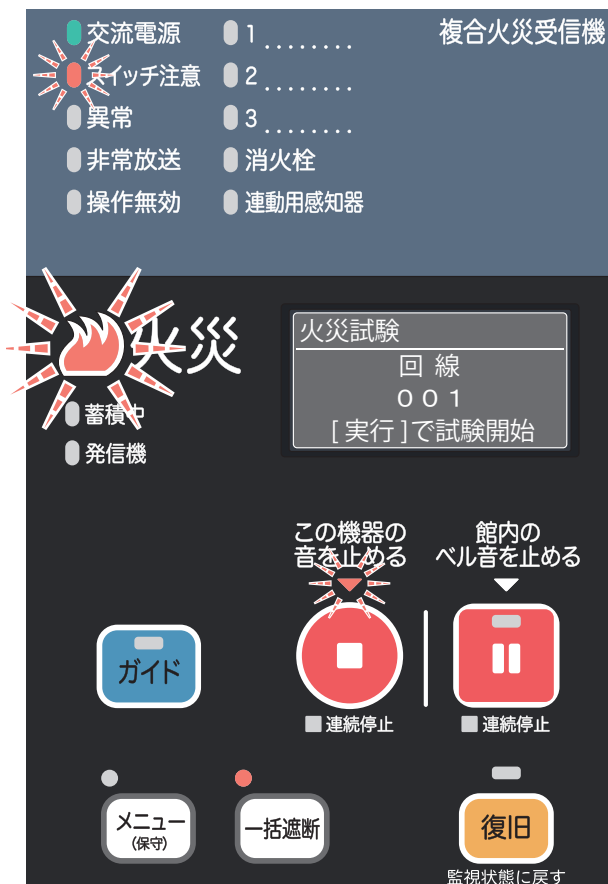 複合火災受信機
交流電源
スイッチ注意
異常
非常放送
操作無効
1........
2........
3........
消火栓
連動用感知器
火災
蓄積中
発信機
火災試験
回線
001
[実行]で試験開始
この機器の
音を止める
館内の
ベル音を止める
ガイド
連続停止
連続停止
メニュー
(保守)
一括遮断
復旧
監視状態に戻す